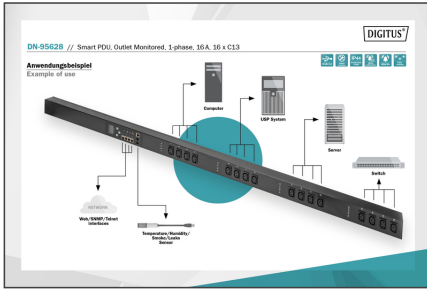 DIGITUS®
DN-95628 // Smart PDU, Outlet Monitored, 1-phase, 16 A, 16 x C13
Anwendungsbeispiel
Example of use
Computer
USP System
Server
Switch
NETWORK
Web/SNMP/Telnet
interfaces
Temperature/Humidity/
Smoke/Leaks
Sensor